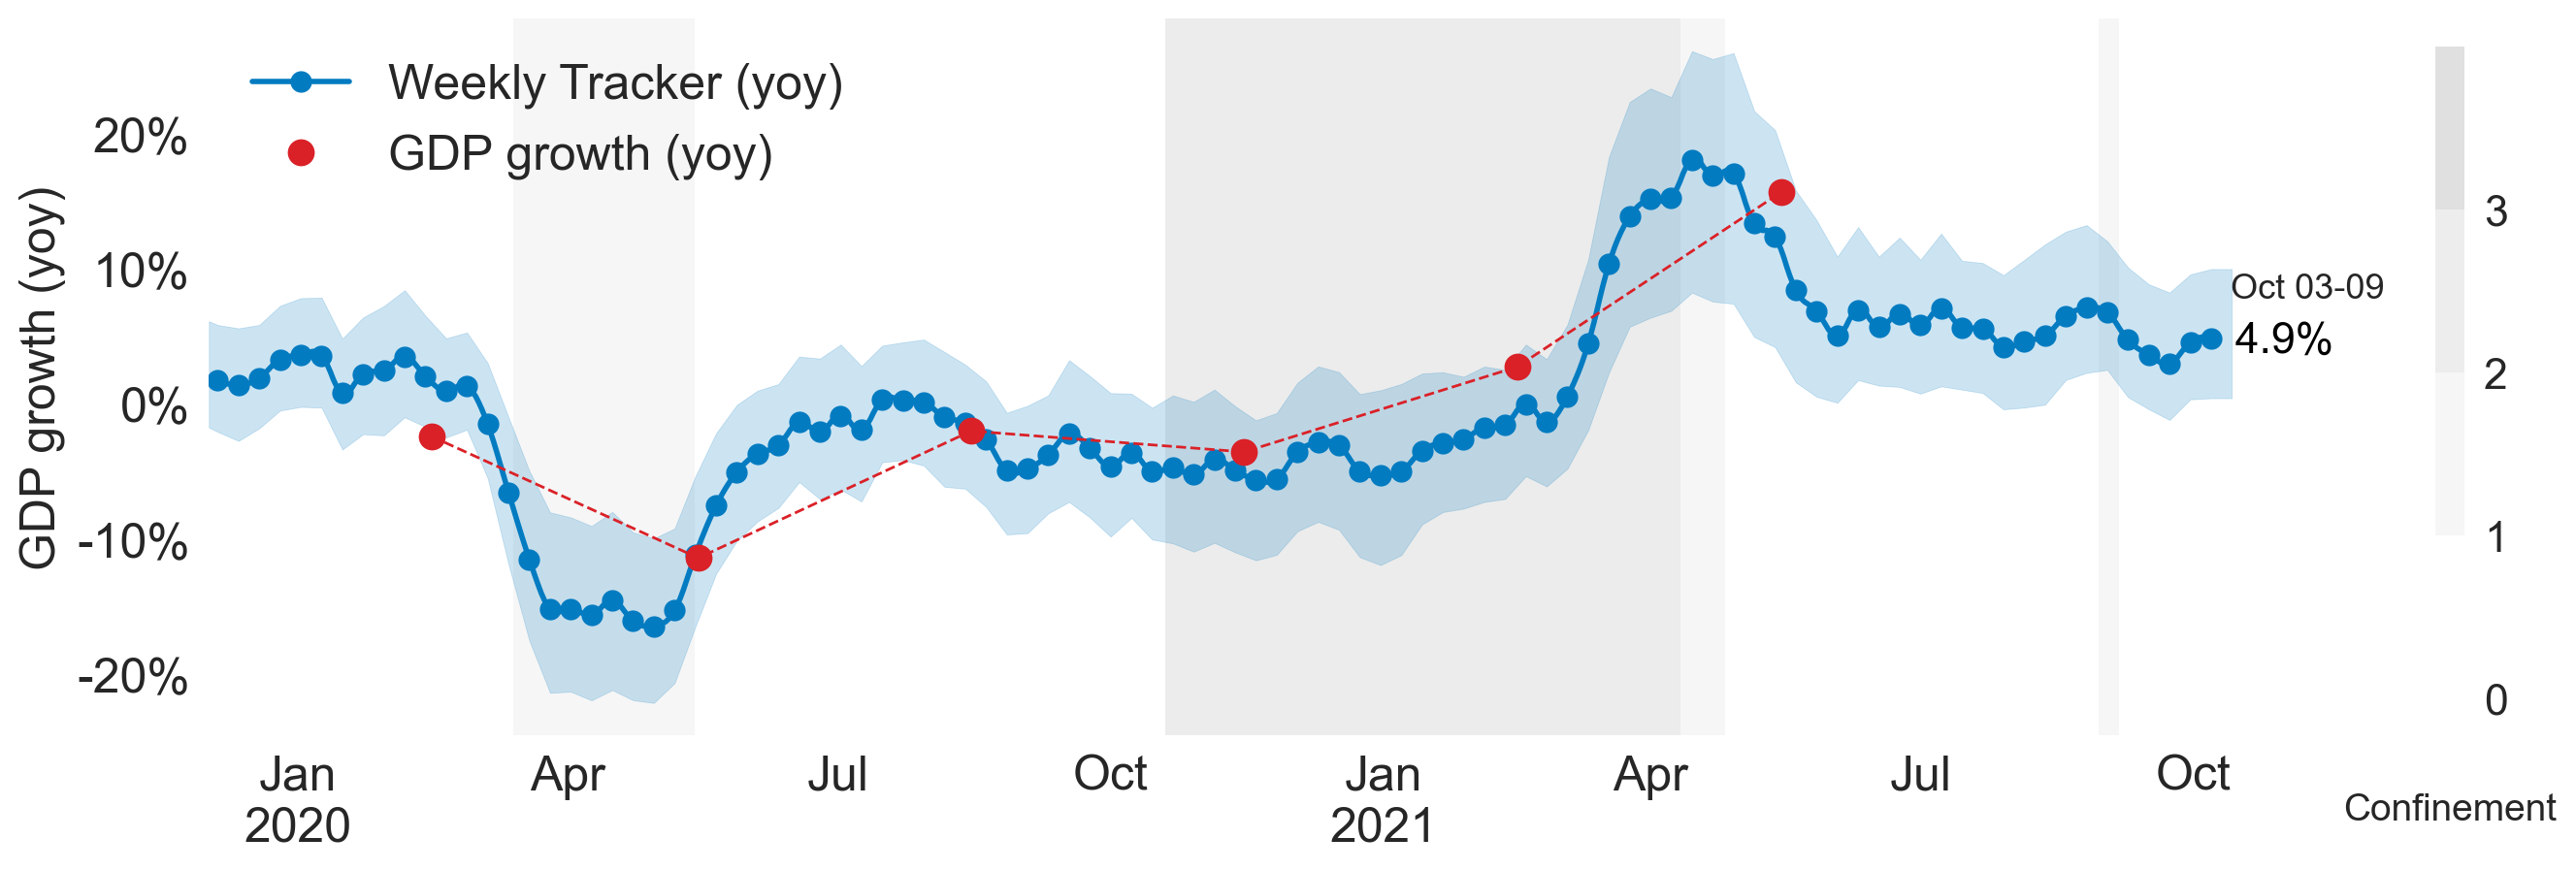 Weekly Tracker (yoy)
GDP growth (yoy)
GDP growth (yoy)
20%
10%
0%
-10%
-20%
Jan
2020
Apr
Jul
Oct
Jan
2021
Apr
Jul
Oct
Oct 03-09
4.9%
3
2
1
0
Confinement